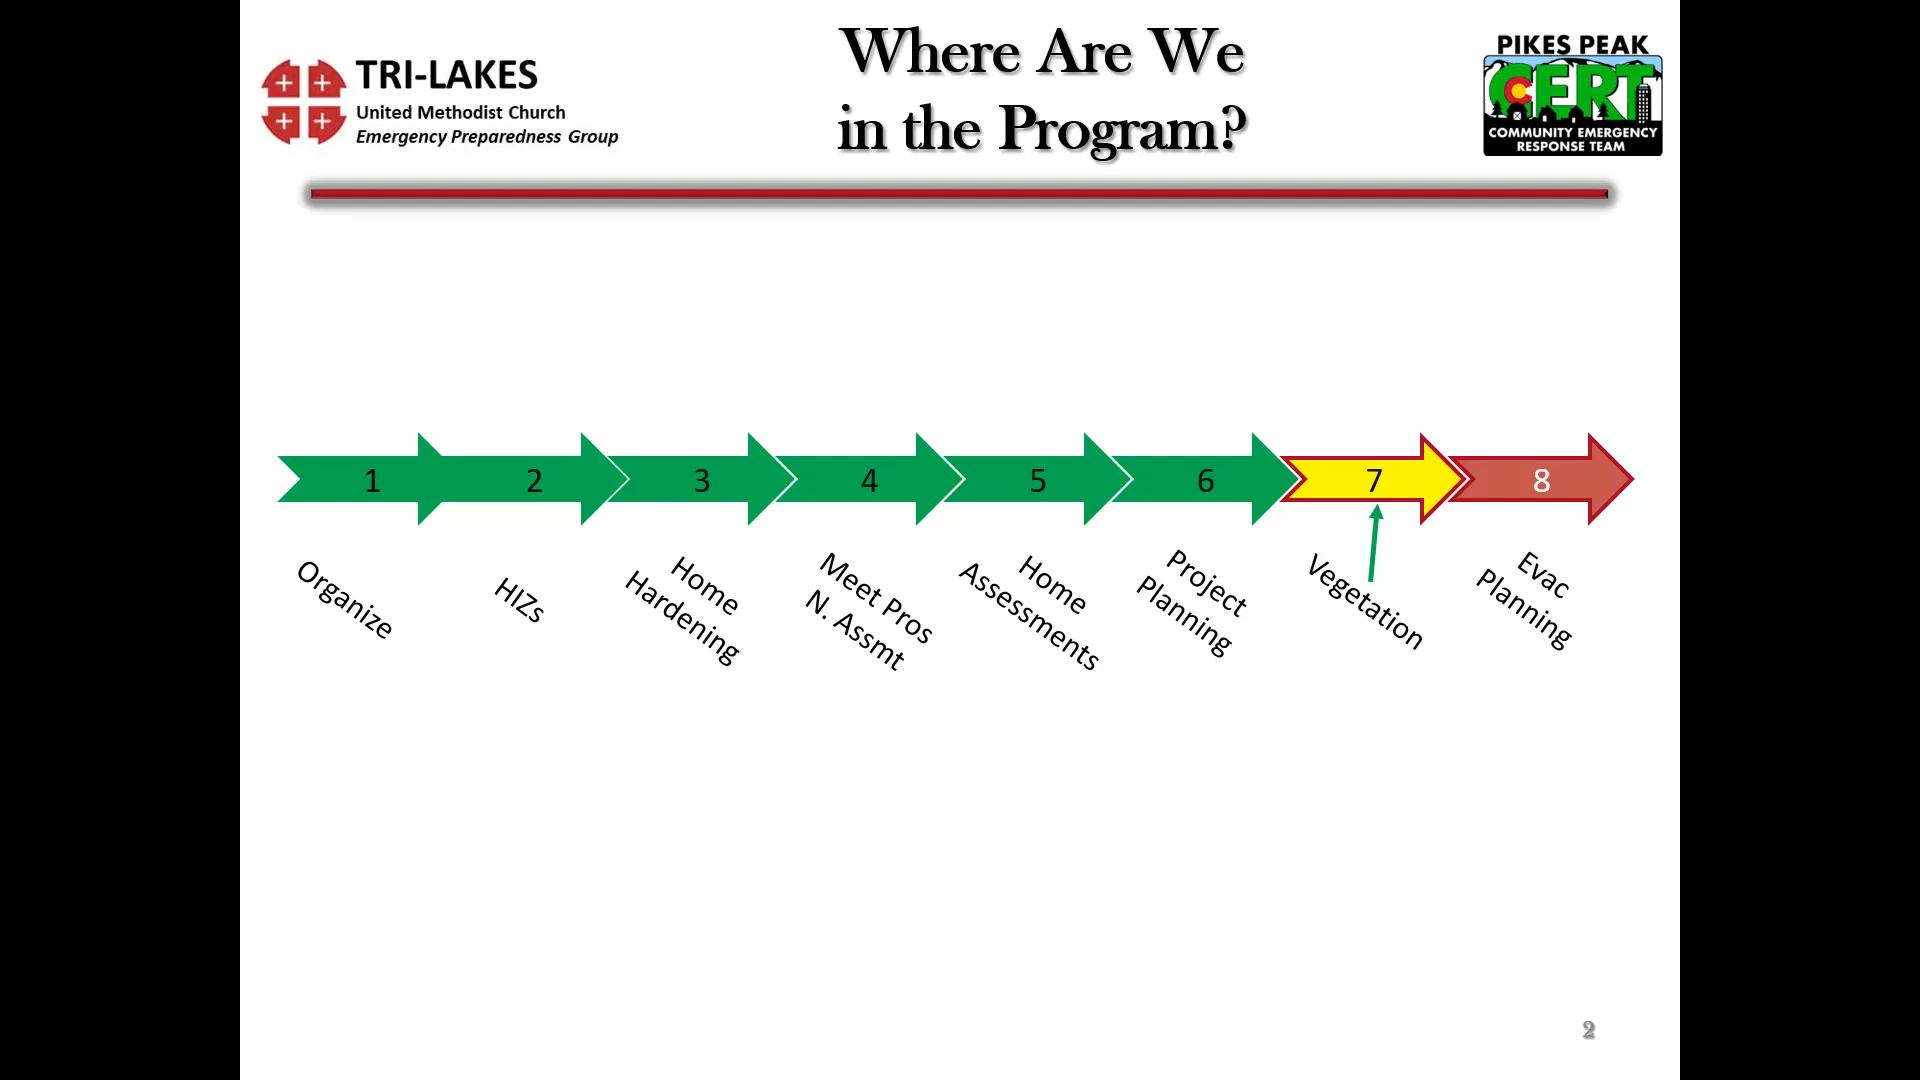 TRI-LAKES
United Methodist Church
Emergency Preparedness Group
Where Are We
in the Program?
PIKES PEAK
CERT
COMMUNITY EMERGENCY
RESPONSE TEAM
1
2
3
4
5
6
7
8
Organize
HIZs
Home
Hardening
Meet Pros
N. Assmt
Home
Assessments
Project
Planning
Vegetation
Evac
Planning
2